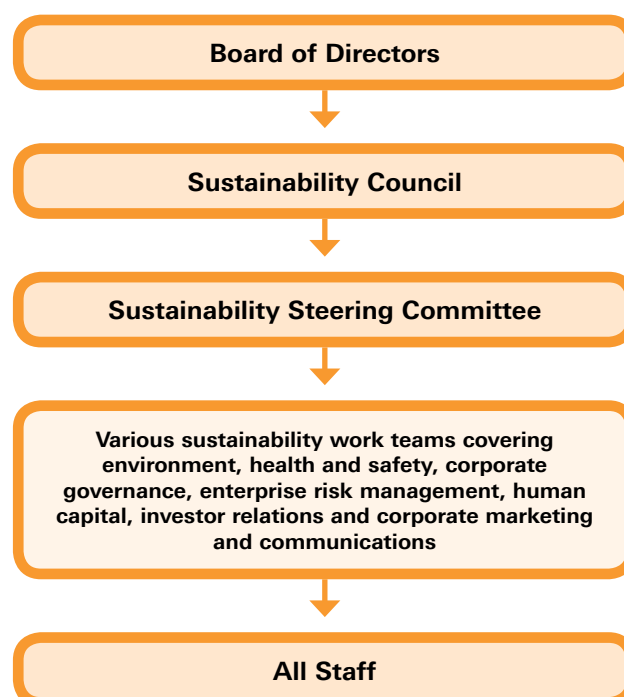 Board of Directors
Sustainability Council
Sustainability Steering Committee
Various sustainability work teams covering
environment, health and safety, corporate
governance, enterprise risk management, human
capital, investor relations and corporate marketing
and communications
All Staff